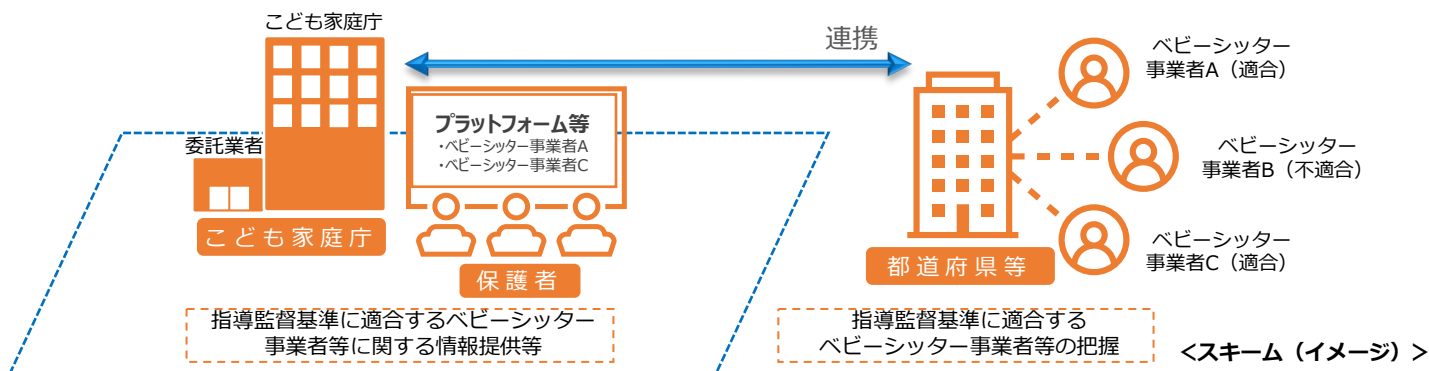 こども家庭庁
委託業者
プラットフォーム等
・ベビーシッター事業者A
・ベビーシッター事業者C
こども家庭庁
保護者
指導監督基準に適合するベビーシッター
事業者等に関する情報提供等
連携
都道府県等
ベビーシッター
事業者A（適合）
ベビーシッター
事業者B（不適合）
ベビーシッター
事業者C（適合）
指導監督基準に適合する
ベビーシッター事業者等の把握
＜スキーム（イメージ）＞